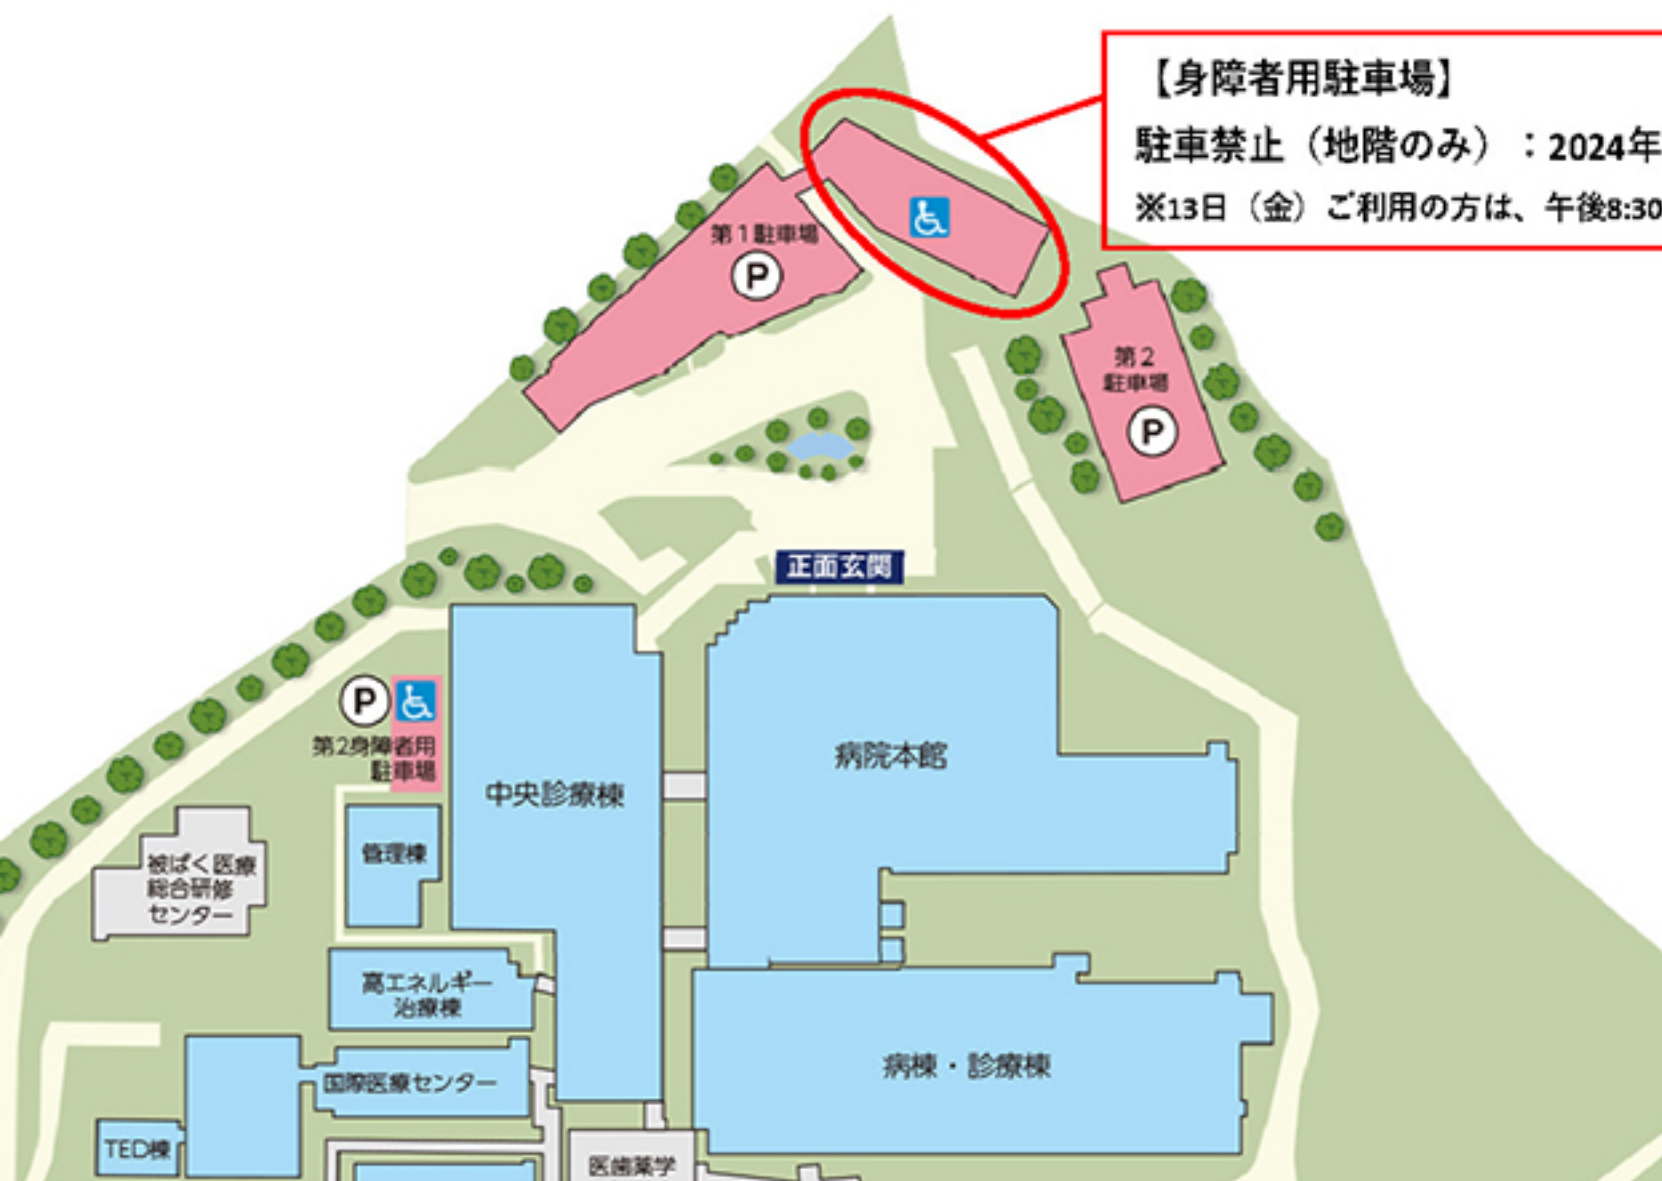 【身障者用駐車場】
駐車禁止（地階のみ）：2024年
※13日（金）ご利用の方は、午後8:30
第1駐車場
P
第2
駐車場
P
正面玄関
P
第2身障者用
駐車場
中央診療棟
病院本館
管理棟
被ばく医療
総合研修
センター
高エネルギー
治療棟
国際医療センター
病棟・診療棟
TED棟
医歯薬学